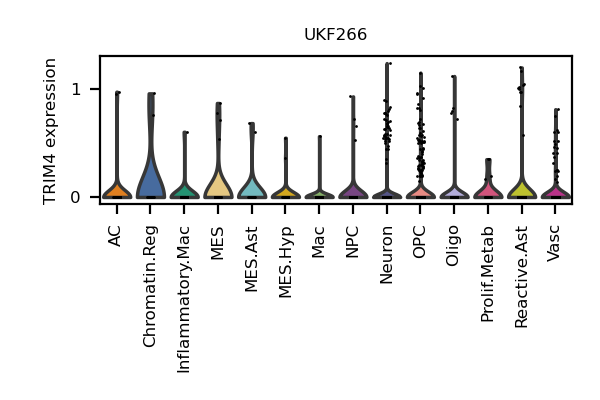 UKF266
TRIM4 expression
1
0
AC
Chromatin.Reg
Inflammatory.Mac
MES
MES.Ast
MES.Hyp
Mac
NPC
Neuron
OPC
Oligo
Prolif.Metab
Reactive.Ast
Vasc